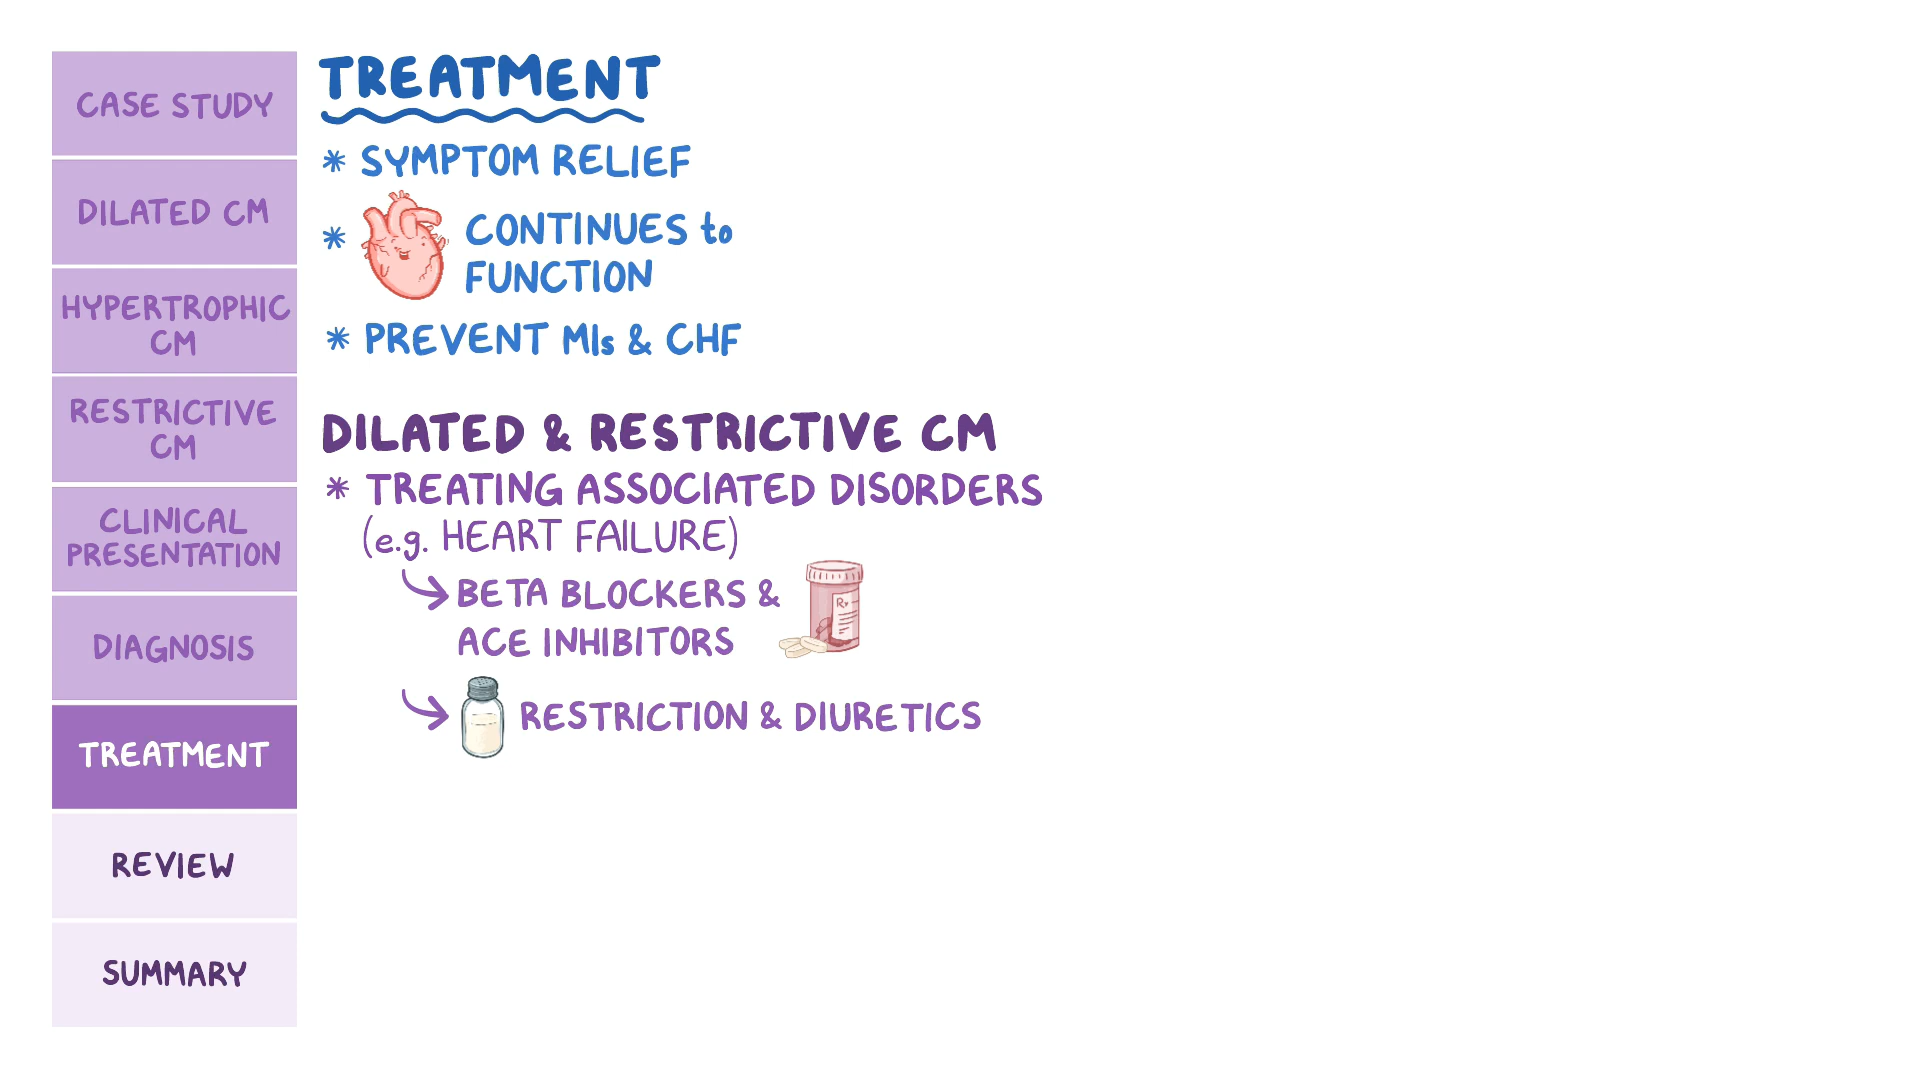 CASE STUDY
DILATED CM
HYPERTROPHIC
CM
RESTRICTIVE
CM
CLINICAL
PRESENTATION
DIAGNOSIS
TREATMENT
REVIEW
SUMMARY
TREATMENT
* SYMPTOM RELIEF
* CONTINUES to
FUNCTION
* PREVENT MIs & CHF
DILATED & RESTRICTIVE CM
* TREATING ASSOCIATED DISORDERS
(e.g. HEART FAILURE)
BETA BLOCKERS &
ACE INHIBITORS
Rx
RESTRICTION & DIURETICS